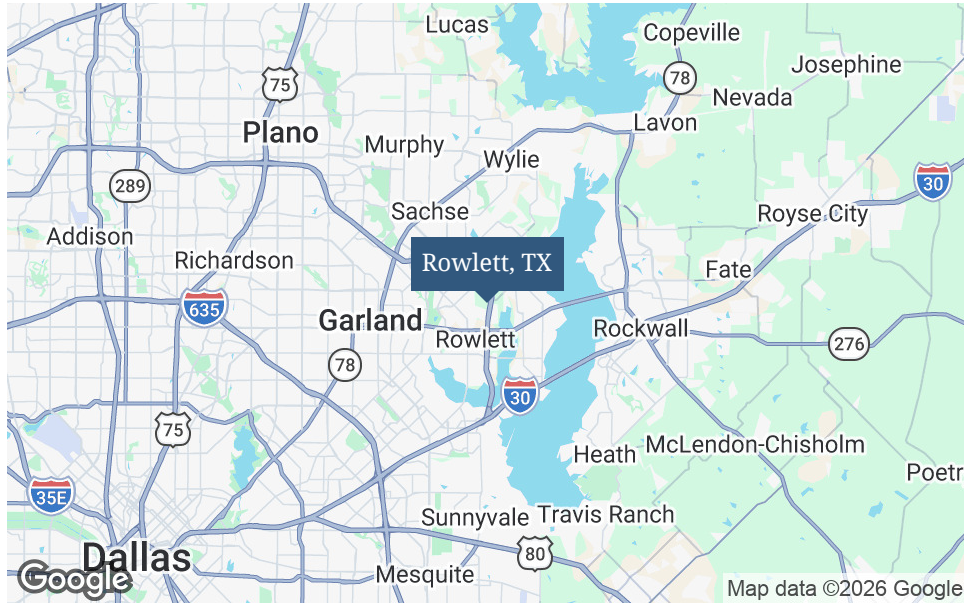 Lucas
Copeville
Josephine
75
78
Nevada
Lavon
Plano
Murphy
Wylie
289
30
Sachse
Royse City
Addison
Richardson
Rowlett, TX
Fate
635
Garland
Rowlett
Rockwall
276
78
30
75
Heath
McLendon-Chisholm
Poetr
35E
Sunnyvale
Travis Ranch
80
Dallas
Mesquite
Google
Map data ©2026 Google